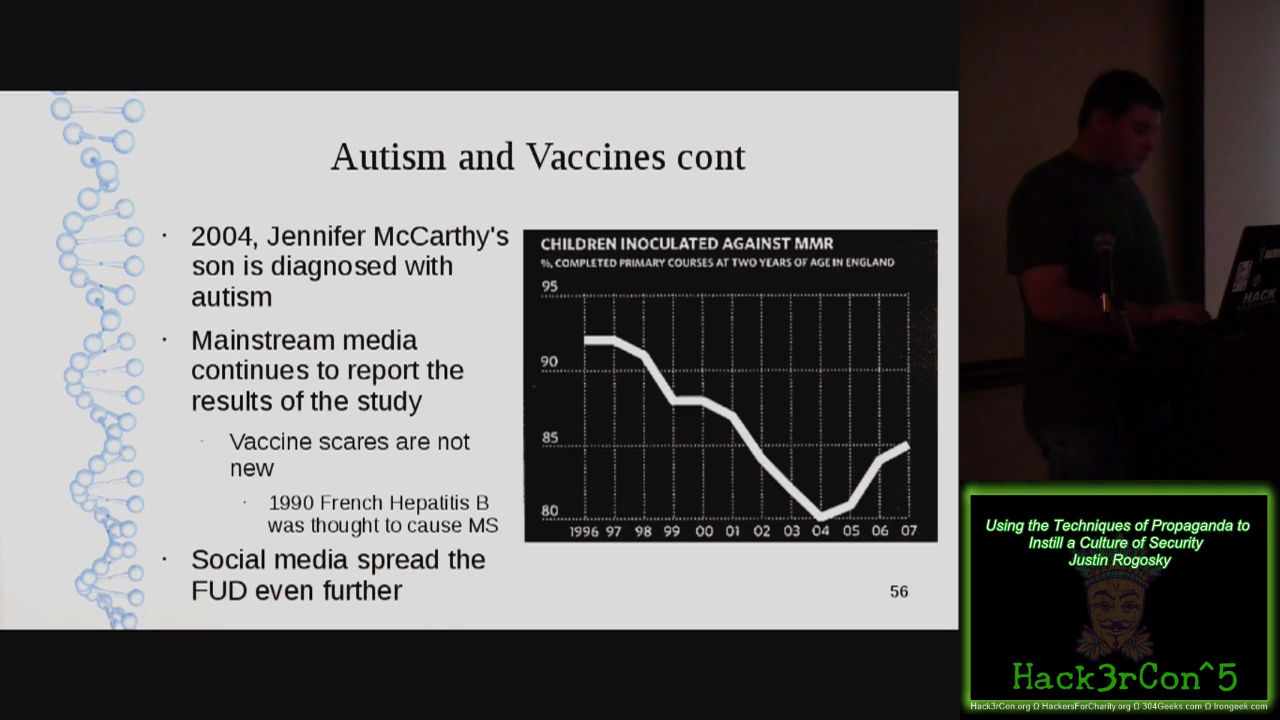 Autism and Vaccines cont
· 2004, Jennifer McCarthy's
son is diagnosed with
autism
· Mainstream media
continues to report the
results of the study
- Vaccine scares are not
new
· 1990 French Hepatitis B
was thought to cause MS
· Social media spread the
FUD even further
CHILDREN INOCULATED AGAINST MMR
%, COMPLETED PRIMARY COURSES AT TWO YEARS OF AGE IN ENGLAND
95
90
85
80
1996 97 98 99 00 01 02 03 04 05 06 07
56
HACK
Using the Techniques of Propaganda to
Instill a Culture of Security
Justin Rogosky
Hack3rCon^5
Hack3rCon.org Ω HackersForCharity.org Ω 304Geeks.com Ω Irongeek.com